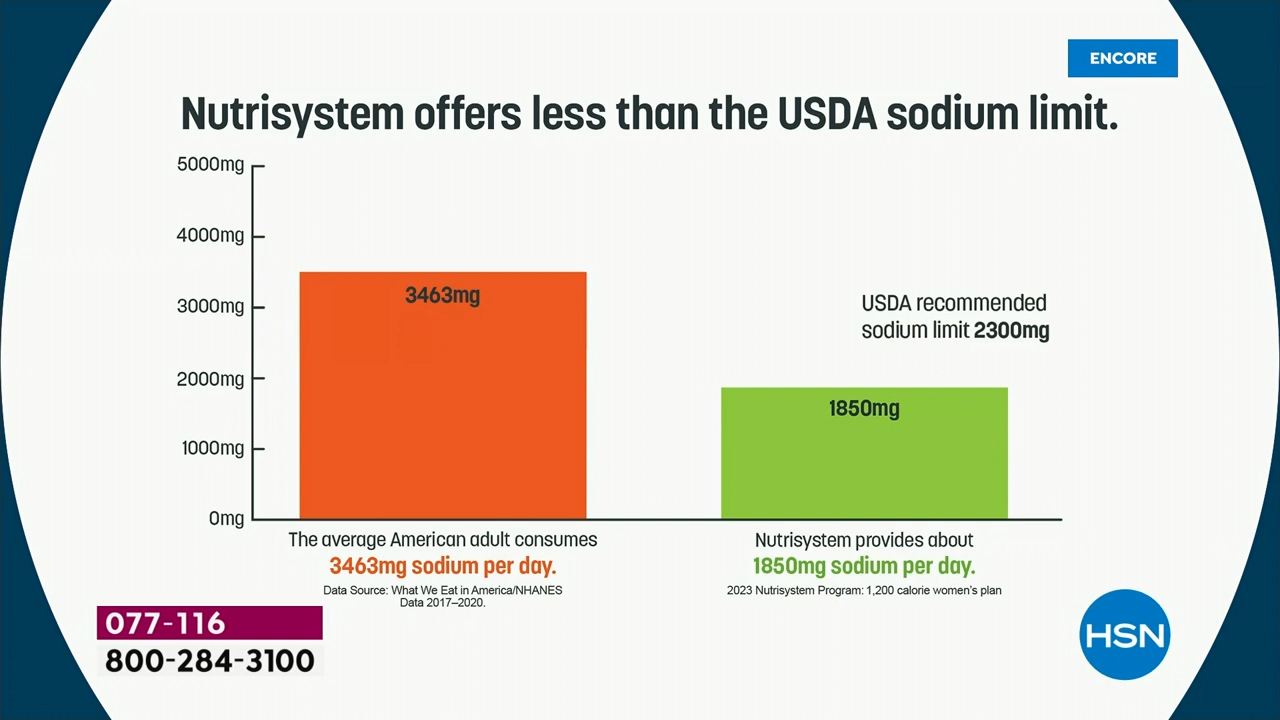 ENCORE
Nutrisystem offers less than the USDA sodium limit.
5000mg
4000mg
3000mg
2000mg
1000mg
0mg
3463mg
USDA recommended
sodium limit 2300mg
1850mg
The average American adult consumes
3463mg sodium per day.
Data Source: What We Eat in America/NHANES
Data 2017–2020.
Nutrisystem provides about
1850mg sodium per day.
2023 Nutrisystem Program: 1,200 calorie women's plan
077-116
800-284-3100
HSN